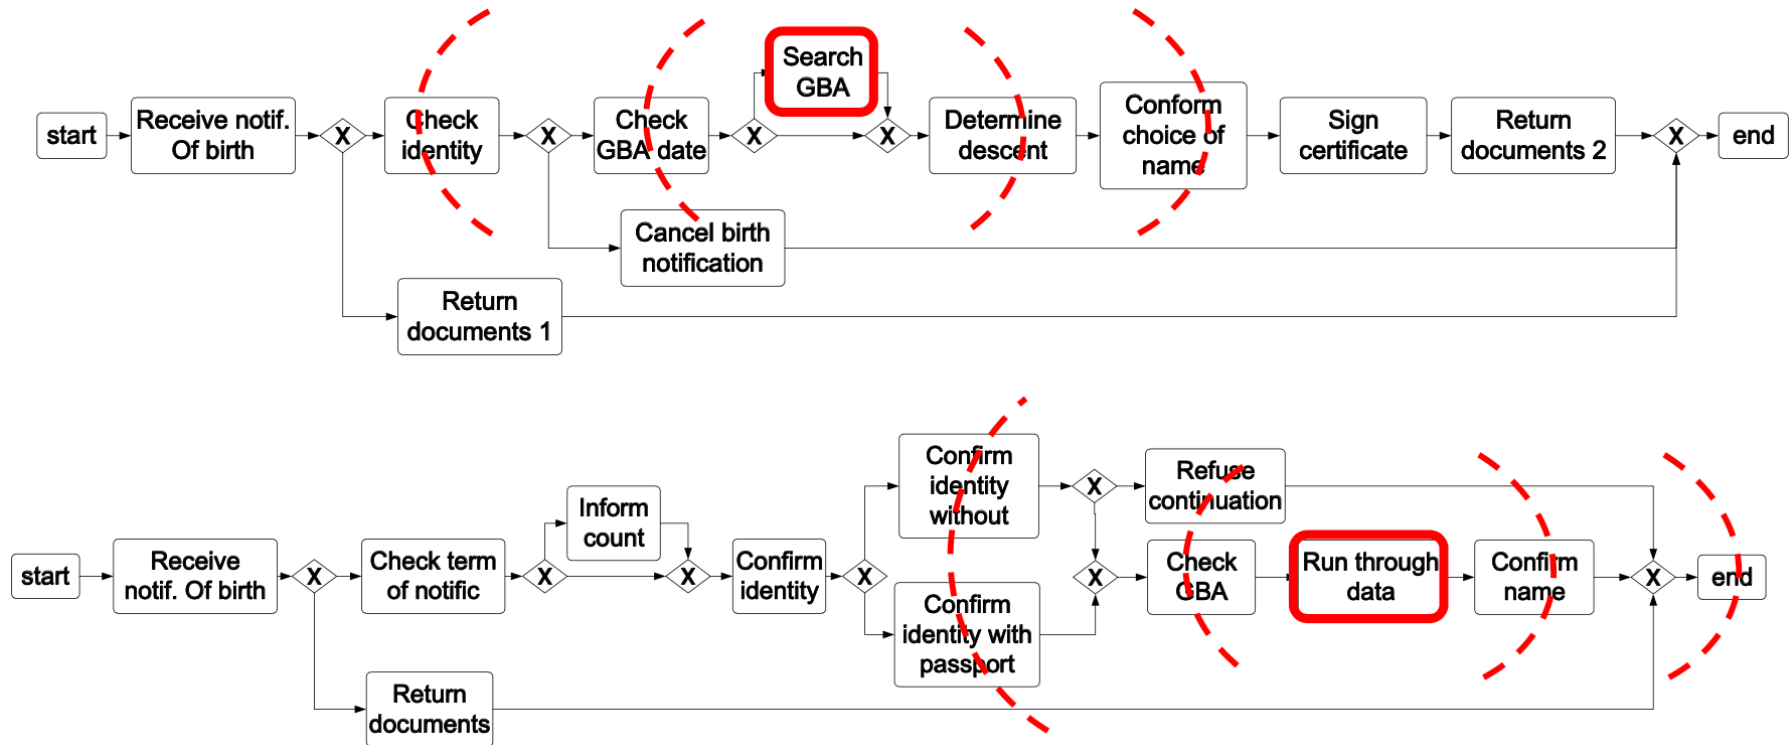 start
Receive notif.
Of birth
X
Check
identity
X
Check
GBA date
X
Search
GBA
X
Determine
descent
Conform
choice of
name
Sign
certificate
Return
documents 2
X
end
Cancel birth
notification
Return
documents 1
start
Receive
notif. Of birth
X
Check term
of notific
X
Inform
count
X
Confirm
identity
X
Confirm
identity
without
X
Refuse
continuation
Confirm
identity with
passport
X
Check
GBA
Run through
data
Confirm
name
X
end
Return
documents